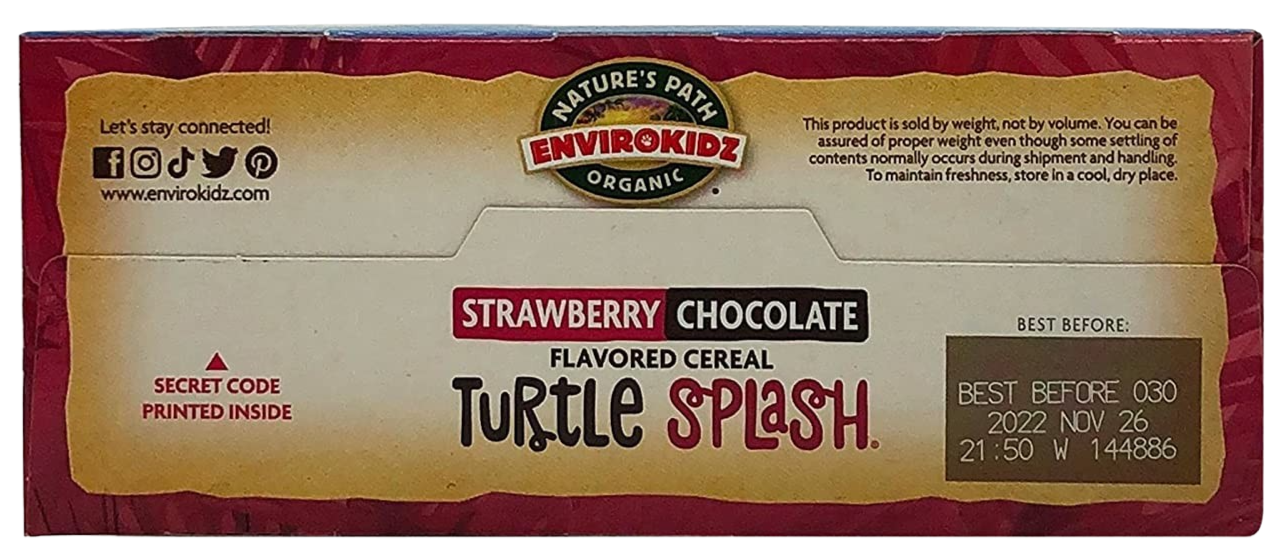 Let's stay connected!
www.envirokidz.com
NATURE'S PATH
ENVIROKIDZ
ORGANIC
This product is sold by weight, not by volume. You can be
assured of proper weight even though some settling of
contents normally occurs during shipment and handling.
To maintain freshness, store in a cool, dry place.
STRAWBERRY CHOCOLATE
FLAVORED CEREAL
TURtLE SPLaSH®
SECRET CODE
PRINTED INSIDE
BEST BEFORE:
BEST BEFORE 030
2022 NOV 26
21:50 W 144886